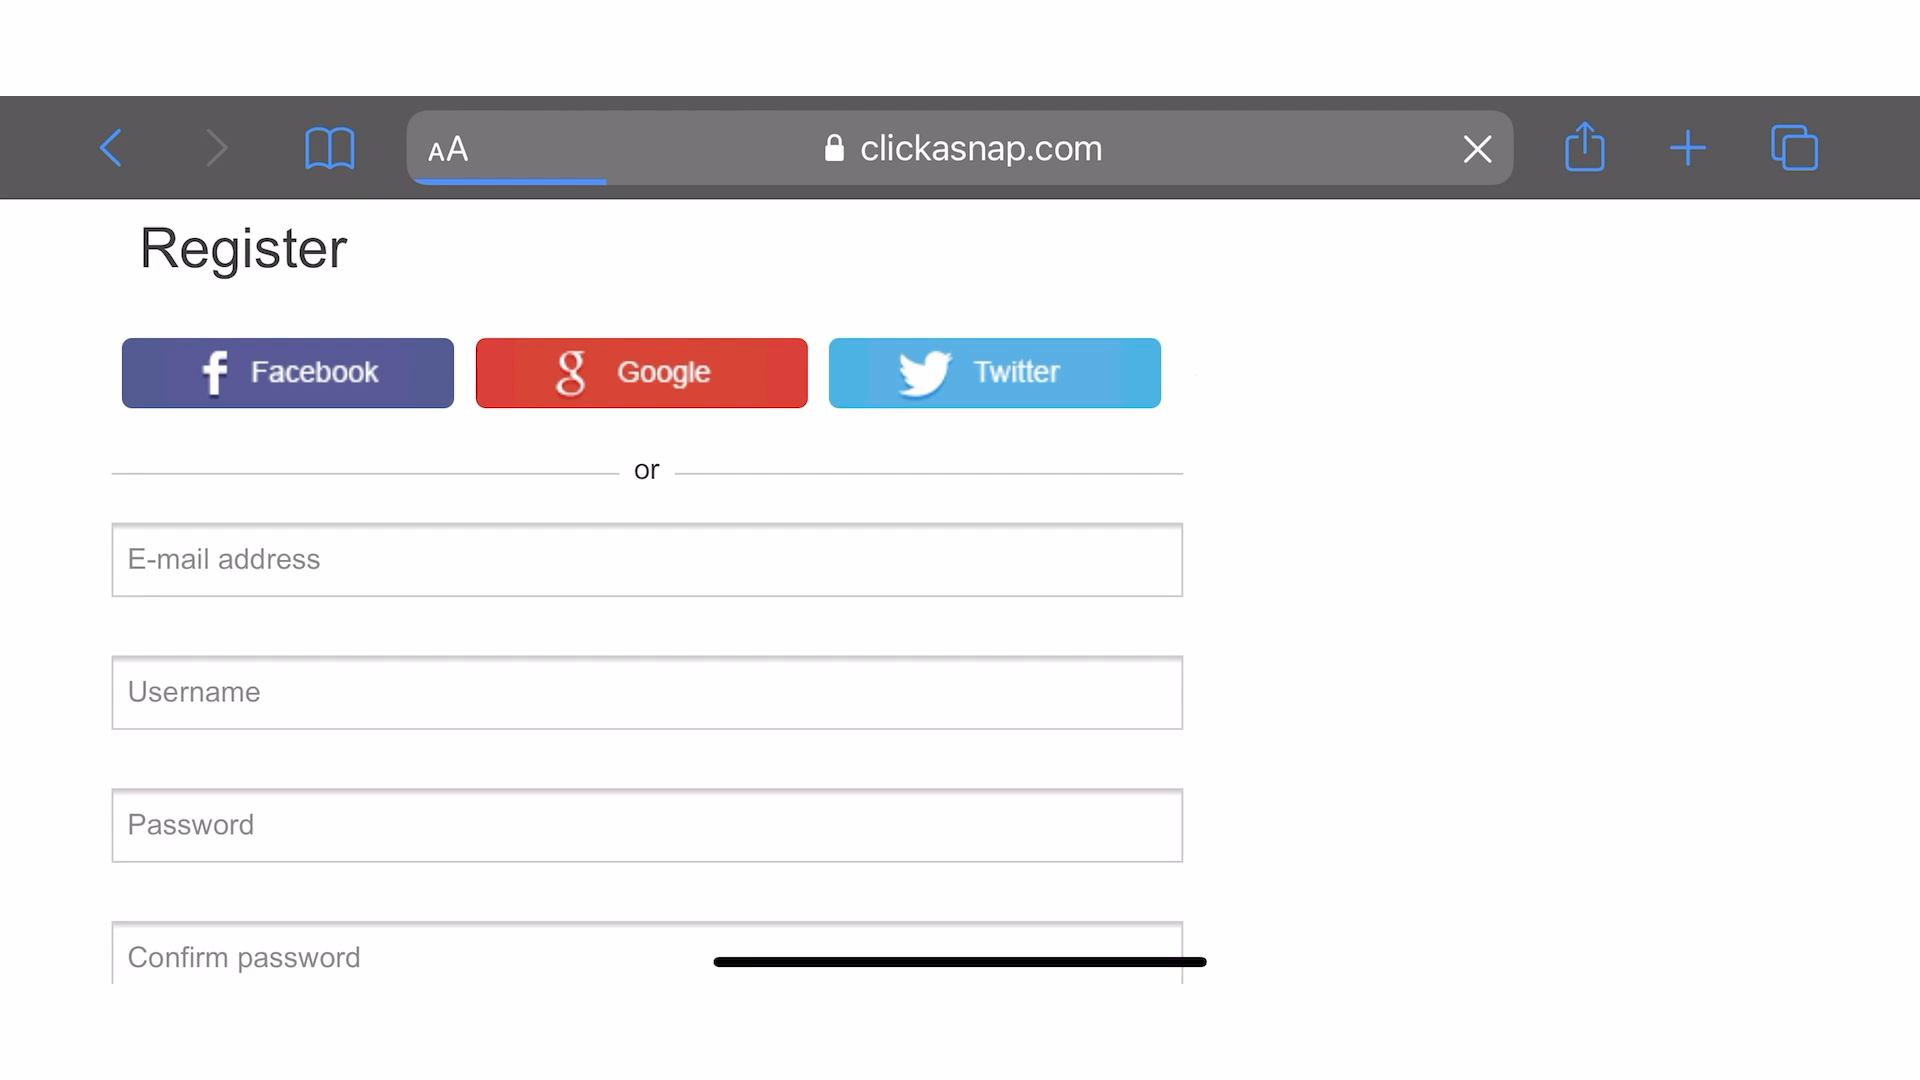 AA clickasnap.com
Register
Facebook Google Twitter
or
E-mail address
Username
Password
Confirm password